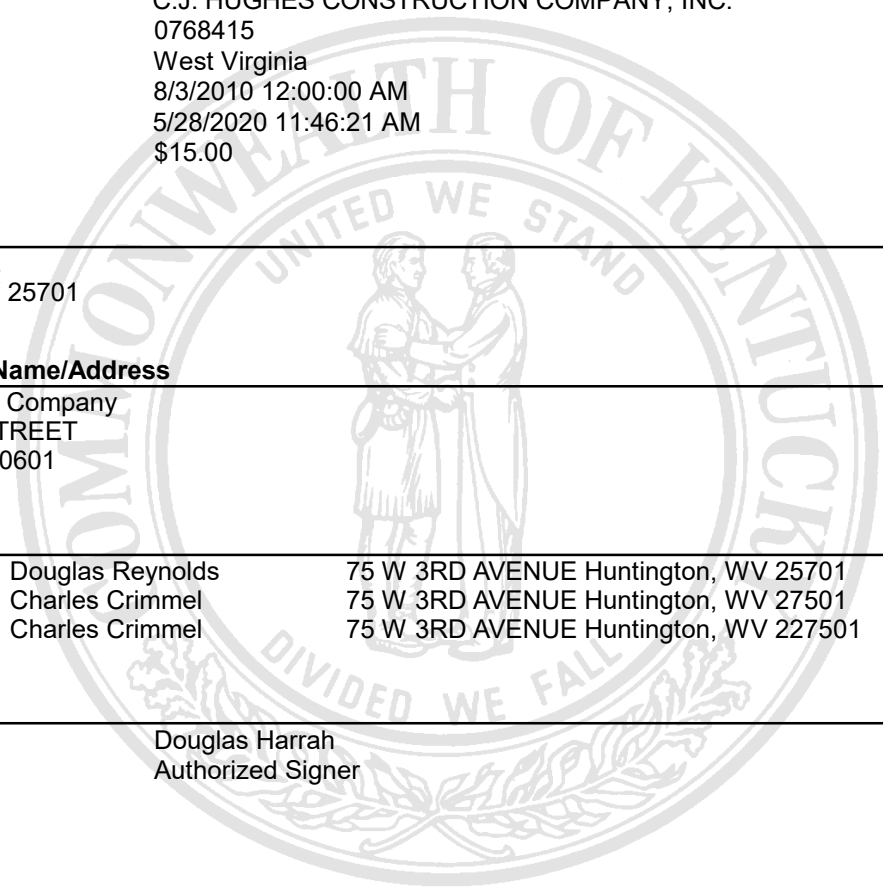 C.J. HUGHES CONSTRUCTION COMPANY, INC.
0768415
West Virginia
8/3/2010 12:00:00 AM
5/28/2020 11:46:21 AM
$15.00
25701
Name/Address
Company
TREET
0601
Douglas Reynolds 75 W 3RD AVENUE Huntington, WV 25701
Charles Crimmel 75 W 3RD AVENUE Huntington, WV 27501
Charles Crimmel 75 W 3RD AVENUE Huntington, WV 227501
Douglas Harrah
Authorized Signer
COMMONWEALTH OF KENTUCKY
UNITED WE STAND
DIVIDED WE FALL